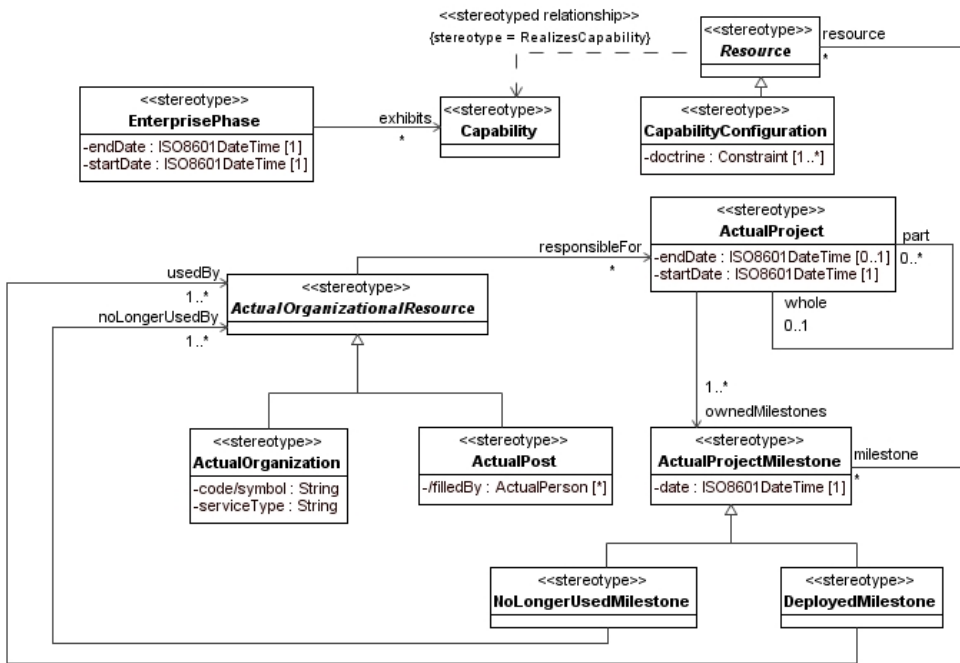 <<stereotyped relationship>>
{stereotype = RealizesCapability}
<<stereotype>>
Resource
resource
*
<<stereotype>>
EnterprisePhase
-endDate : ISO8601DateTime [1]
-startDate : ISO8601DateTime [1]
exhibits
*
<<stereotype>>
Capability
<<stereotype>>
CapabilityConfiguration
-doctrine : Constraint [1..*]
<<stereotype>>
ActualProject
-endDate : ISO8601DateTime [0..1]
-startDate : ISO8601DateTime [1]
part
0..*
whole
0..1
responsibleFor
*
usedBy
1..*
noLongerUsedBy
1..*
<<stereotype>>
ActualOrganizationalResource
1..*
ownedMilestones
<<stereotype>>
ActualOrganization
-code/symbol : String
-serviceType : String
<<stereotype>>
ActualPost
-/filledBy : ActualPerson [*]
<<stereotype>>
ActualProjectMilestone
-date : ISO8601DateTime [1]
milestone
*
<<stereotype>>
NoLongerUsedMilestone
<<stereotype>>
DeployedMilestone